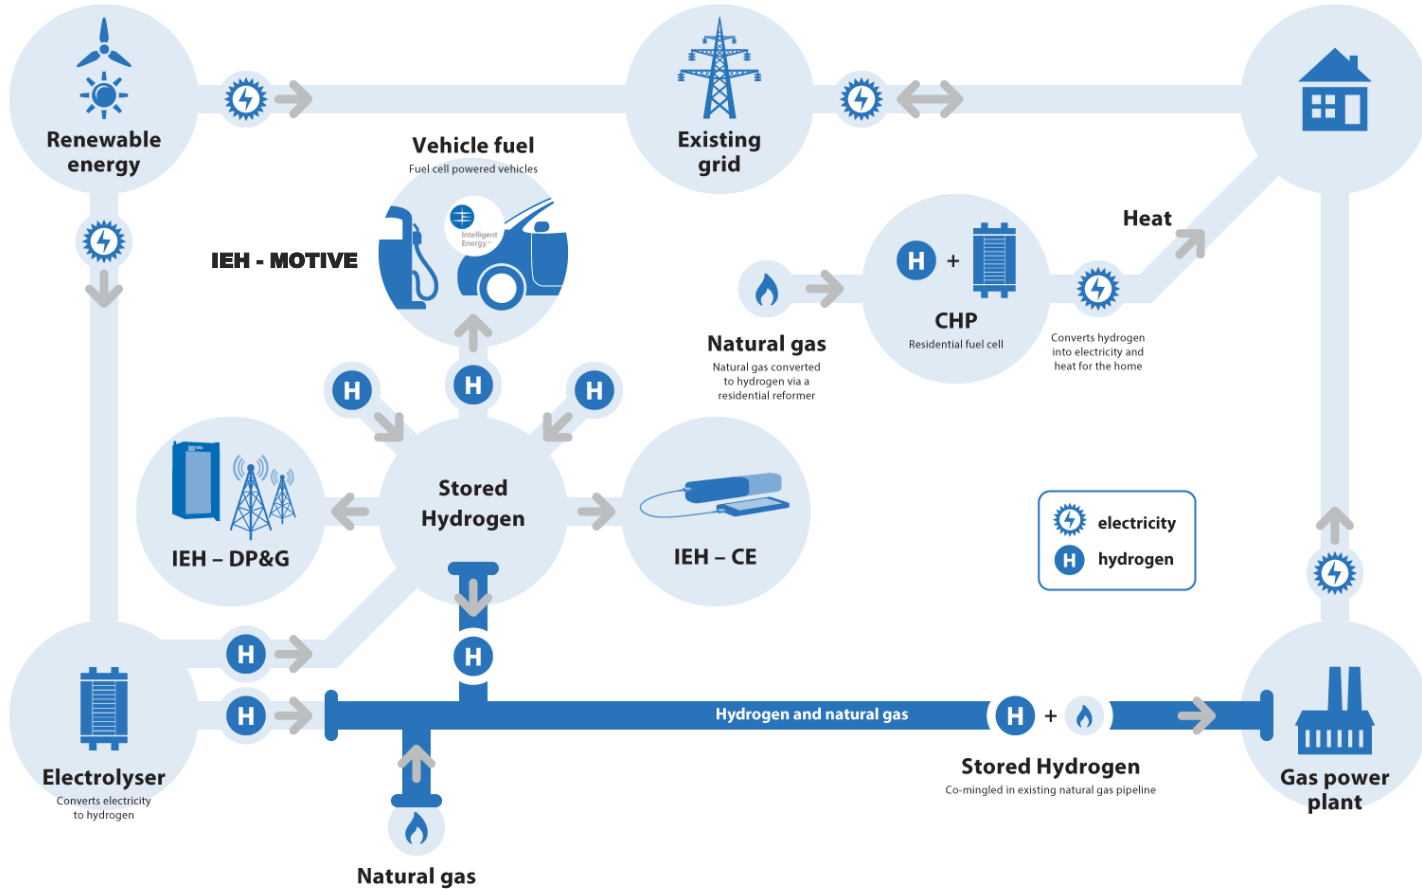 Renewable
energy
Existing
grid
Vehicle fuel
Fuel cell powered vehicles
Intelligent
Energy™
IEH - MOTIVE
Heat
H
+
CHP
Residential fuel cell
Natural gas
Natural gas converted
to hydrogen via a
residential reformer
Converts hydrogen
into electricity and
heat for the home
H
H
H
Stored
Hydrogen
IEH – DP&G
IEH – CE
electricity
H
hydrogen
H
H
H
Hydrogen and natural gas
H
+
Stored Hydrogen
Co-mingled in existing natural gas pipeline
Electrolyser
Converts electricity
to hydrogen
Gas power
plant
Natural gas